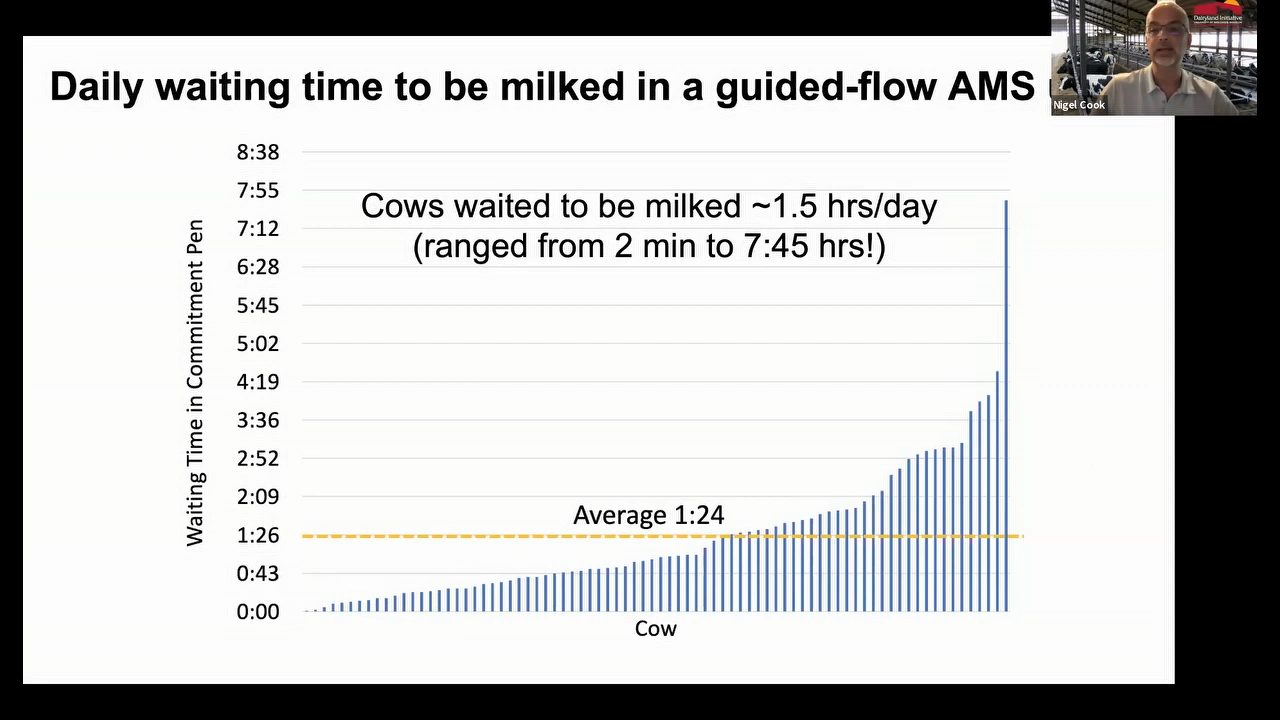 Daily waiting time to be milked in a guided-flow AMS
Dairyland Initiative
Nigel Cook
8:38
7:55
7:12
6:28
5:45
5:02
4:19
3:36
2:52
2:09
1:26
0:43
0:00
Waiting Time in Commitment Pen
Cows waited to be milked ~1.5 hrs/day
(ranged from 2 min to 7:45 hrs!)
Average 1:24
Cow